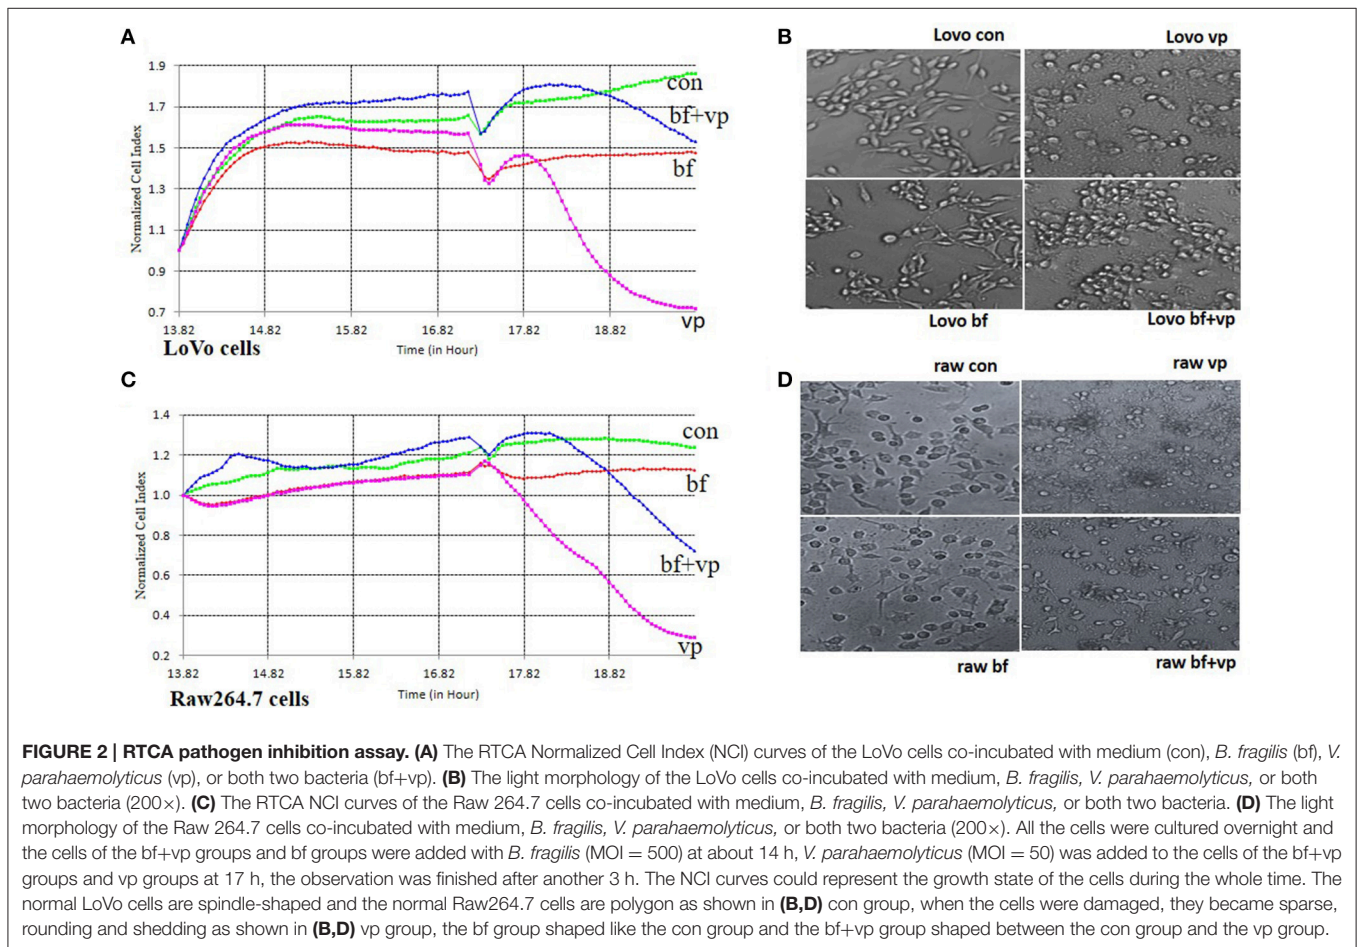 A
1.9
1.7
1.5
1.3
1.1
0.9
0.7
Normalized Cell Index
con
bf+vp
bf
vp
13.82 14.82 15.82 16.82 17.82 18.82
Time (in Hour)
LoVo cells
B
Lovo con
Lovo vp
Lovo bf
Lovo bf+vp
C
1.4
1.2
1.0
0.8
0.6
0.4
0.2
Normalized Cell Index
con
bf
bf+vp
vp
13.82 14.82 15.82 16.82 17.82 18.82
Time (in Hour)
Raw264.7 cells
D
raw con
raw vp
raw bf
raw bf+vp
FIGURE 2 | RTCA pathogen inhibition assay. (A) The RTCA Normalized Cell Index (NCI) curves of the LoVo cells co-incubated with medium (con), B. fragilis (bf), V.
parahaemolyticus (vp), or both two bacteria (bf+vp). (B) The light morphology of the LoVo cells co-incubated with medium, B. fragilis, V. parahaemolyticus, or both
two bacteria (200×). (C) The RTCA NCI curves of the Raw 264.7 cells co-incubated with medium, B. fragilis, V. parahaemolyticus, or both two bacteria. (D) The light
morphology of the Raw 264.7 cells co-incubated with medium, B. fragilis, V. parahaemolyticus, or both two bacteria (200×). All the cells were cultured overnight and
the cells of the bf+vp groups and bf groups were added with B. fragilis (MOI = 500) at about 14 h, V. parahaemolyticus (MOI = 50) was added to the cells of the bf+vp
groups and vp groups at 17 h, the observation was finished after another 3 h. The NCI curves could represent the growth state of the cells during the whole time. The
normal LoVo cells are spindle-shaped and the normal Raw264.7 cells are polygon as shown in (B,D) con group, when the cells were damaged, they became sparse,
rounding and shedding as shown in (B,D) vp group, the bf group shaped like the con group and the bf+vp group shaped between the con group and the vp group.